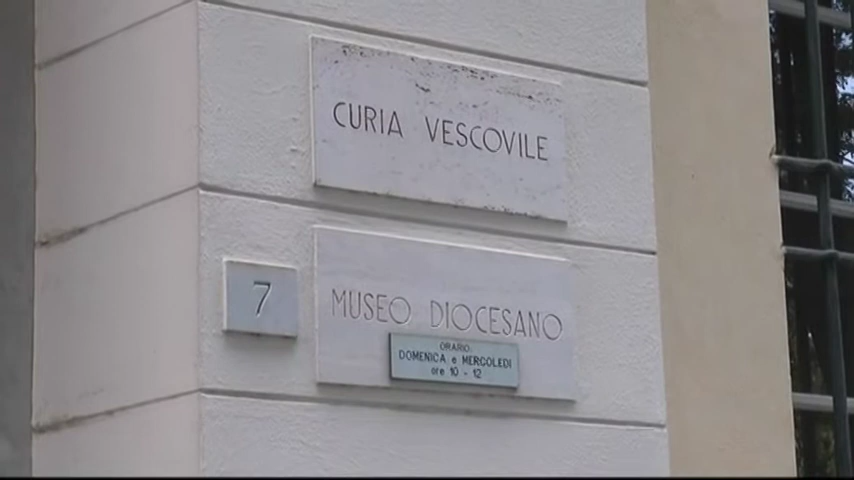 CURIA VESCOVILE
7
MUSEO DIOCESANO
ORARIO:
DOMENICA e MERCOLEDI
ore 10 - 12